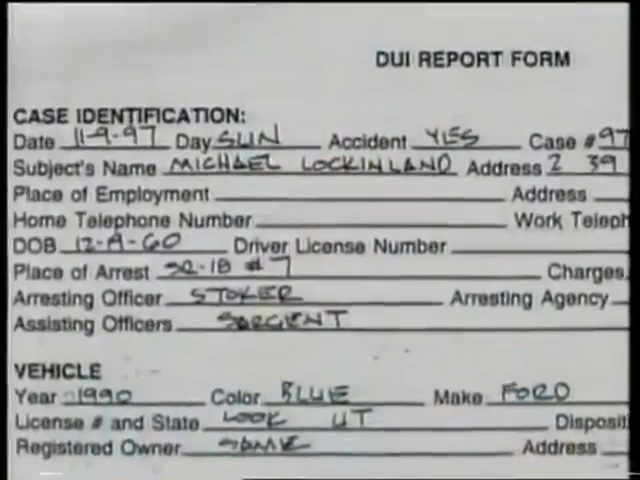 DUI REPORT FORM
CASE IDENTIFICATION:
Date 11-9-97 Day SUN Accident YES Case # 97
Subject's Name MICHAEL LOCKINLAND Address 2 39
Place of Employment Address
Home Telephone Number Work Teleph
DOB 12-A-60 Driver License Number
Place of Arrest SR-18 # 7 Charges
Arresting Officer STOKER Arresting Agency
Assisting Officers SARGENT
VEHICLE
Year 1990 Color BLUE Make FORD
License # and State LOOK UT Disposit
Registered Owner SAME Address